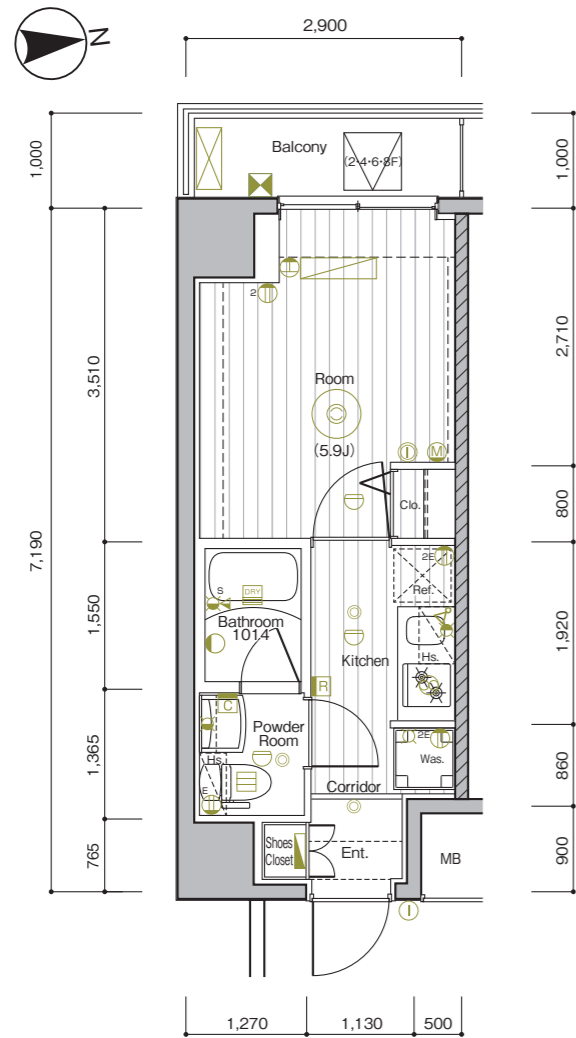 N
2,900
1,000
Balcony
(2・4・6・8F)
1,000
2
3,510
2,710
Room
(5.9J)
I
M
Clo.
800
7,190
2E
Ref.
S
DRY
1,550
Bathroom
1014
Kitchen
Hs.
1,920
R
C
Powder
Room
2E
Was.
1,365
Hs.
E
860
Corridor
Shoes
Closet
Ent.
MB
765
900
I
1,270
1,130
500